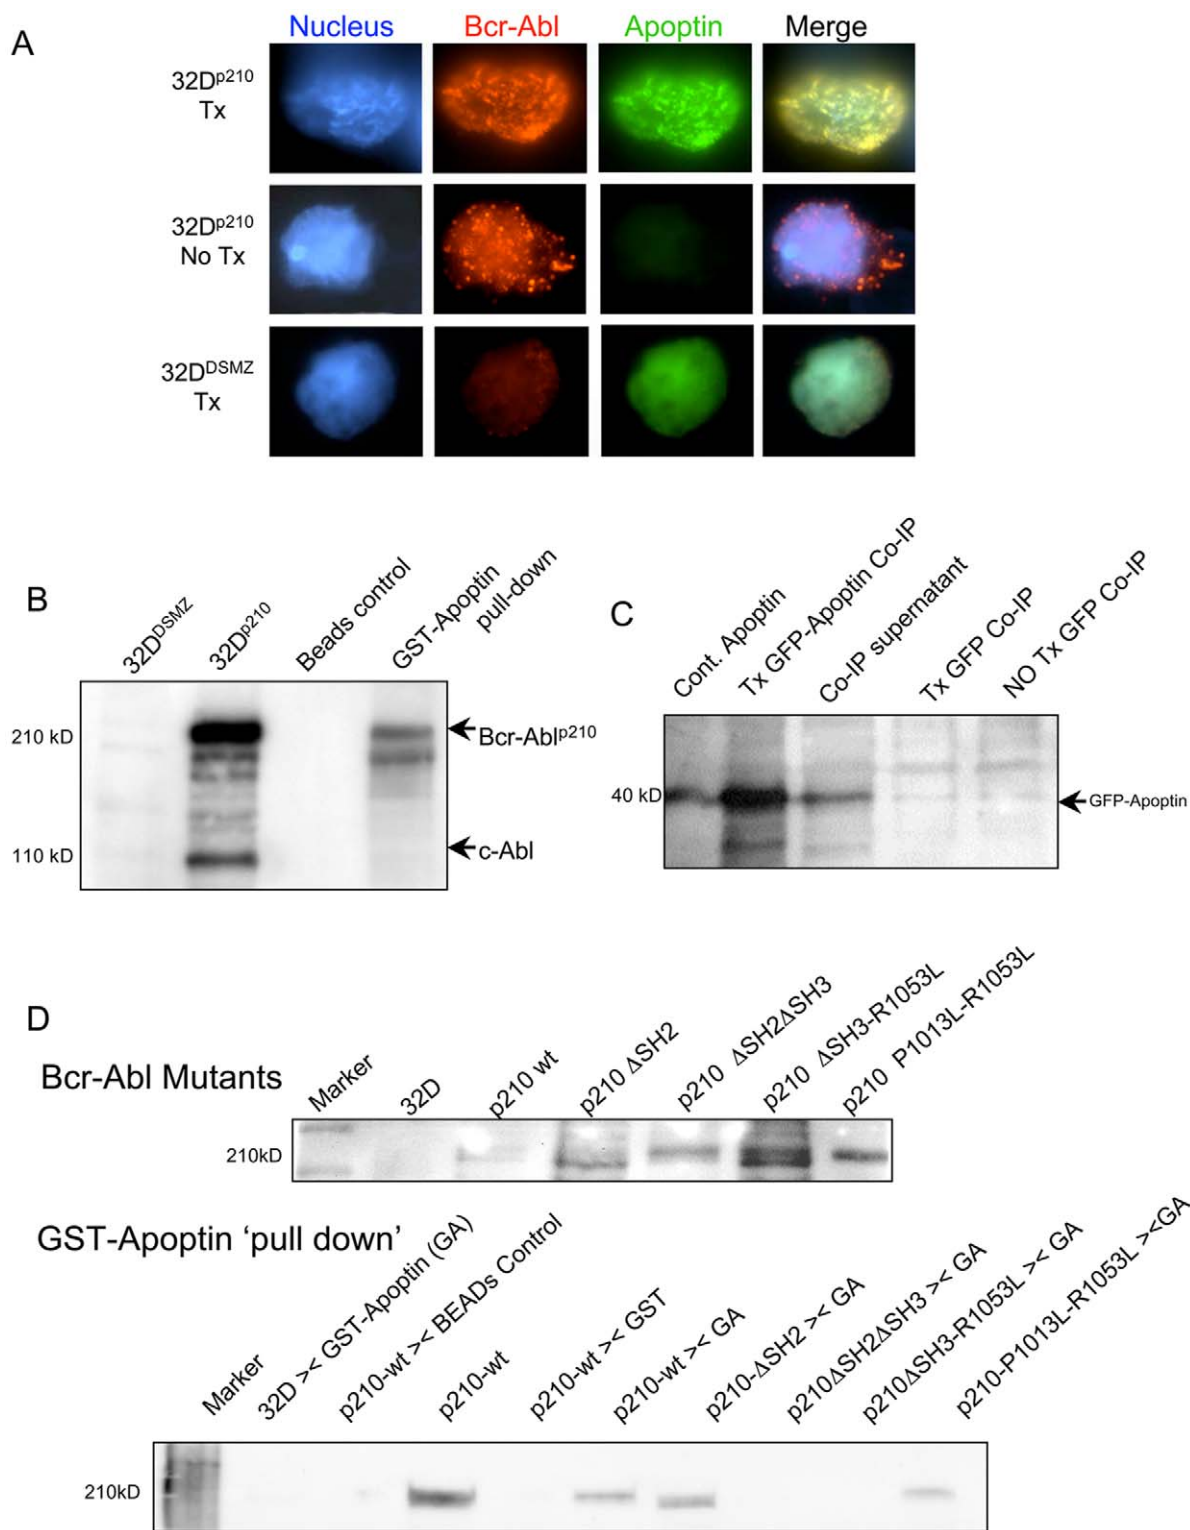 A
Nucleus Bcr-Abl Apoptin Merge
32Dp210
Tx
32Dp210
No Tx
32DDSMZ
Tx
B
32DDSMZ
32Dp210
Beads control
GST-Apoptin
pull-down
210 kD
Bcr-Ablp210
110 kD
c-Abl
C
Cont. Apoptin
Tx GFP-Apoptin Co-IP
Co-IP supernatant
Tx GFP Co-IP
NO Tx GFP Co-IP
40 kD
GFP-Apoptin
D
Bcr-Abl Mutants
Marker
32D
p210 wt
p210 ΔSH2
p210 ΔSH2ΔSH3
p210 ΔSH3-R1053L
p210 P1013L-R1053L
210kD
GST-Apoptin ‘pull down’
Marker
32D >< GST-Apoptin (GA)
p210-wt >< BEADs Control
p210-wt
p210-wt >< GST
p210-wt >< GA
p210-ΔSH2 >< GA
p210ΔSH2ΔSH3 >< GA
p210ΔSH3-R1053L >< GA
p210-P1013L-R1053L ><GA
210kD